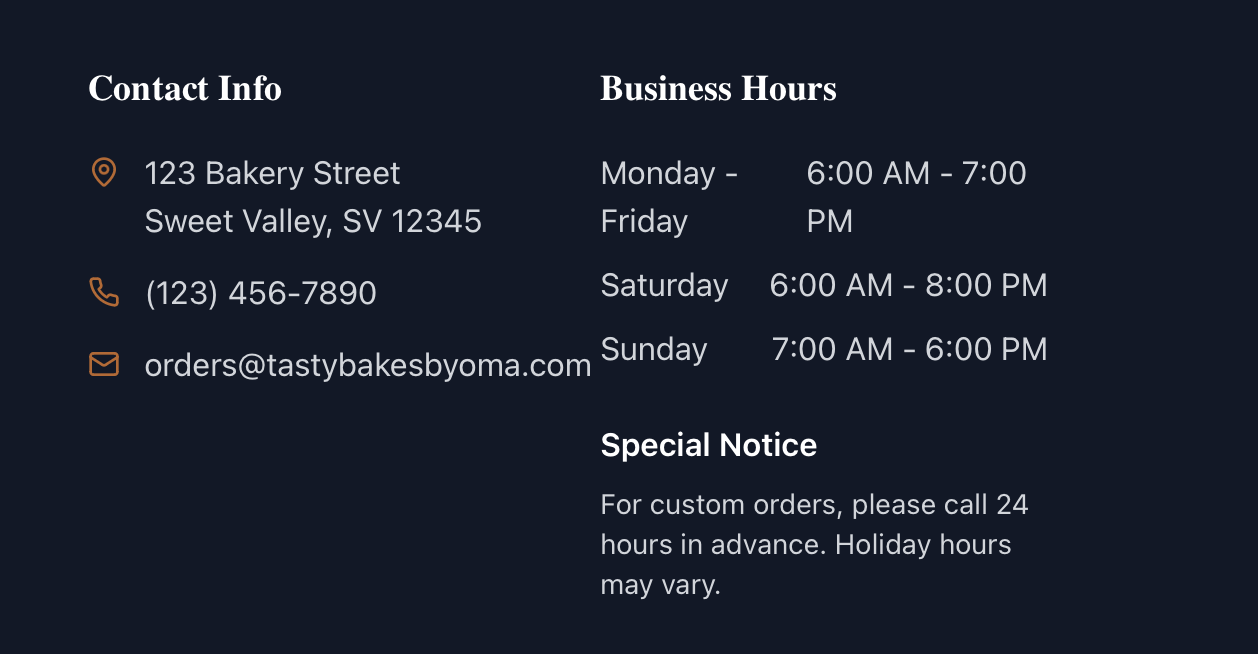 Contact Info
123 Bakery Street
Sweet Valley, SV 12345
(123) 456-7890
orders@tastybakesbyoma.com
Business Hours
Monday - 6:00 AM - 7:00
Friday PM
Saturday 6:00 AM - 8:00 PM
Sunday 7:00 AM - 6:00 PM
Special Notice
For custom orders, please call 24
hours in advance. Holiday hours
may vary.